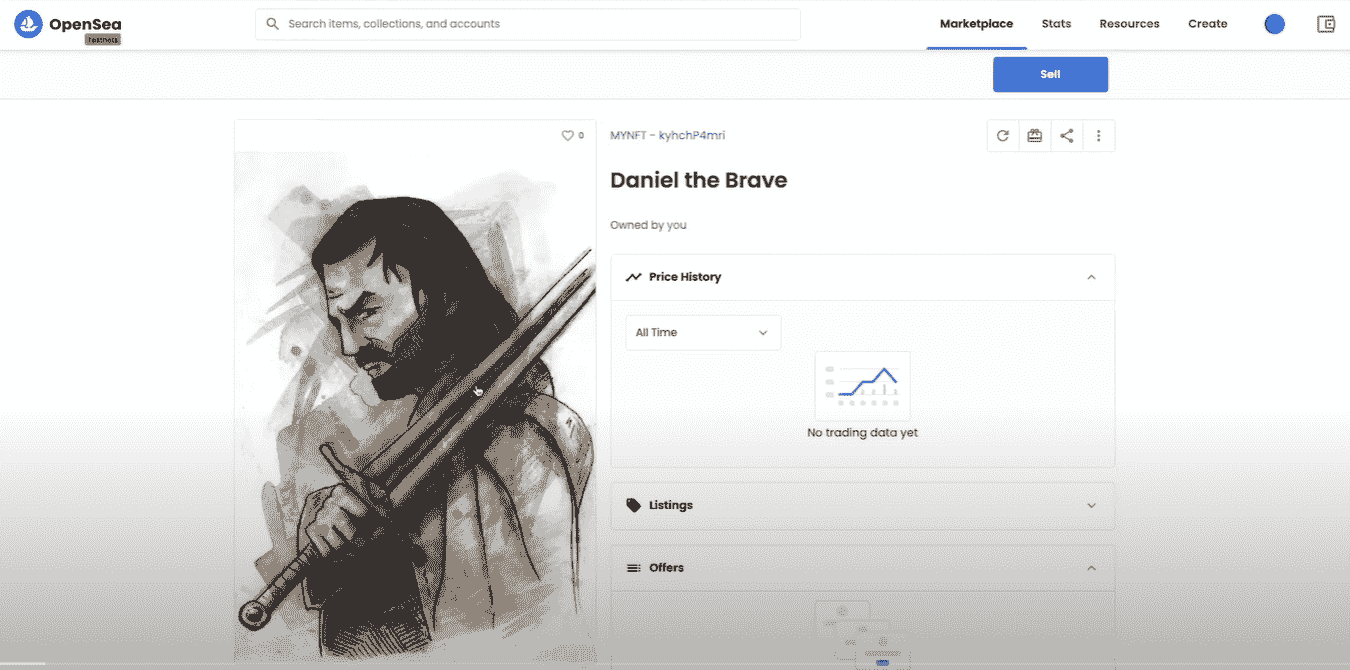 OpenSea
Testnets
Search items, collections, and accounts
Marketplace
Stats
Resources
Create
Sell
0
MYNFT - kyhchP4mri
Daniel the Brave
Owned by you
Price History
All Time
No trading data yet
Listings
Offers